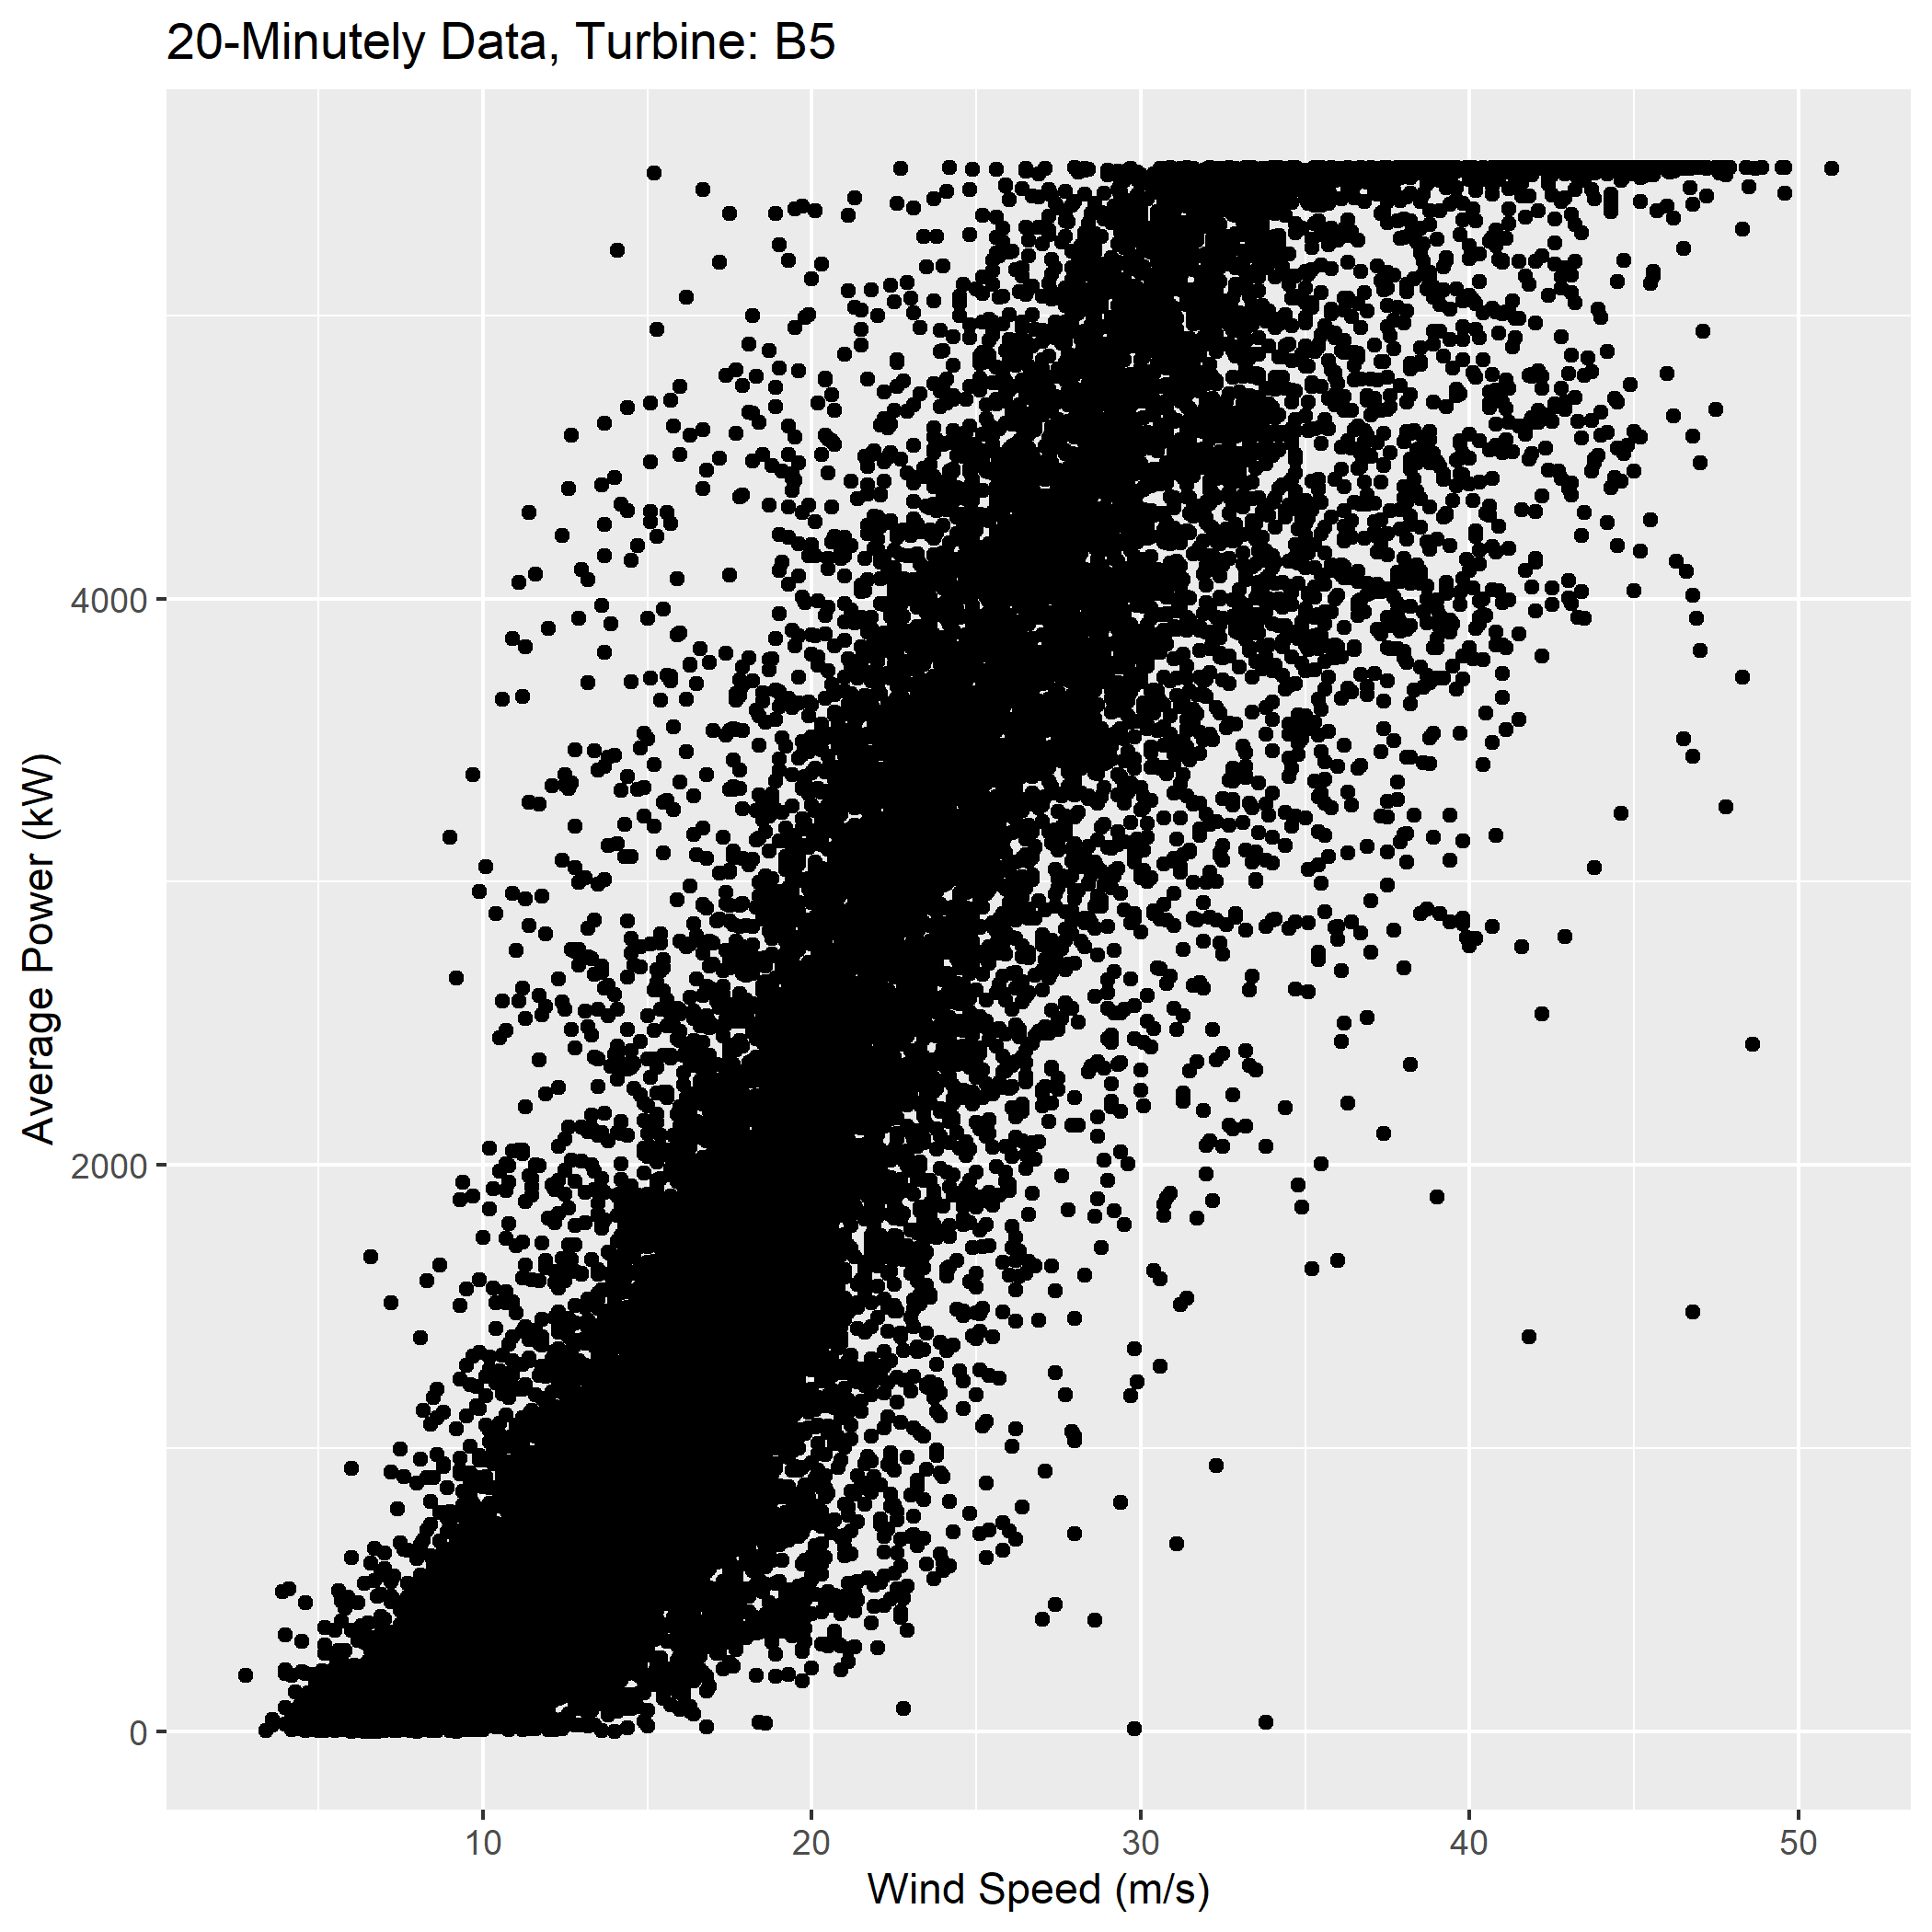 20-Minutely Data, Turbine: B5
Average Power (kW)
4000
2000
0
10 20 30 40 50
Wind Speed (m/s)